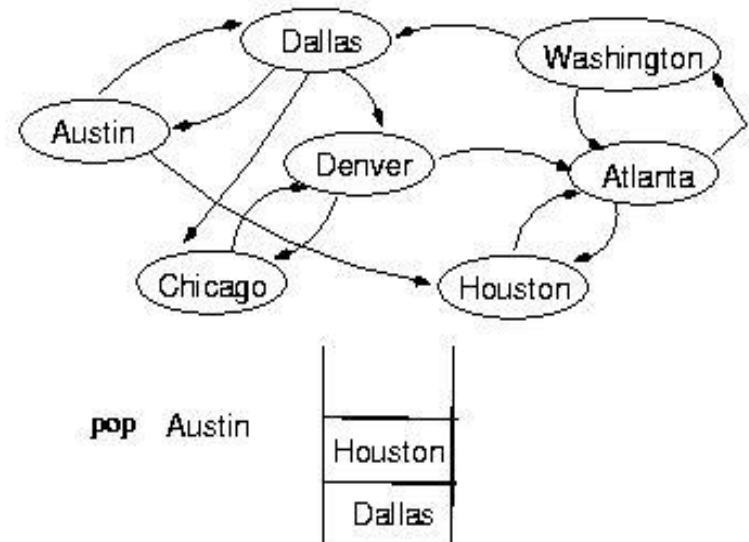 Dallas
Washington
Austin
Denver
Atlanta
Chicago
Houston
pop Austin
Houston
Dallas